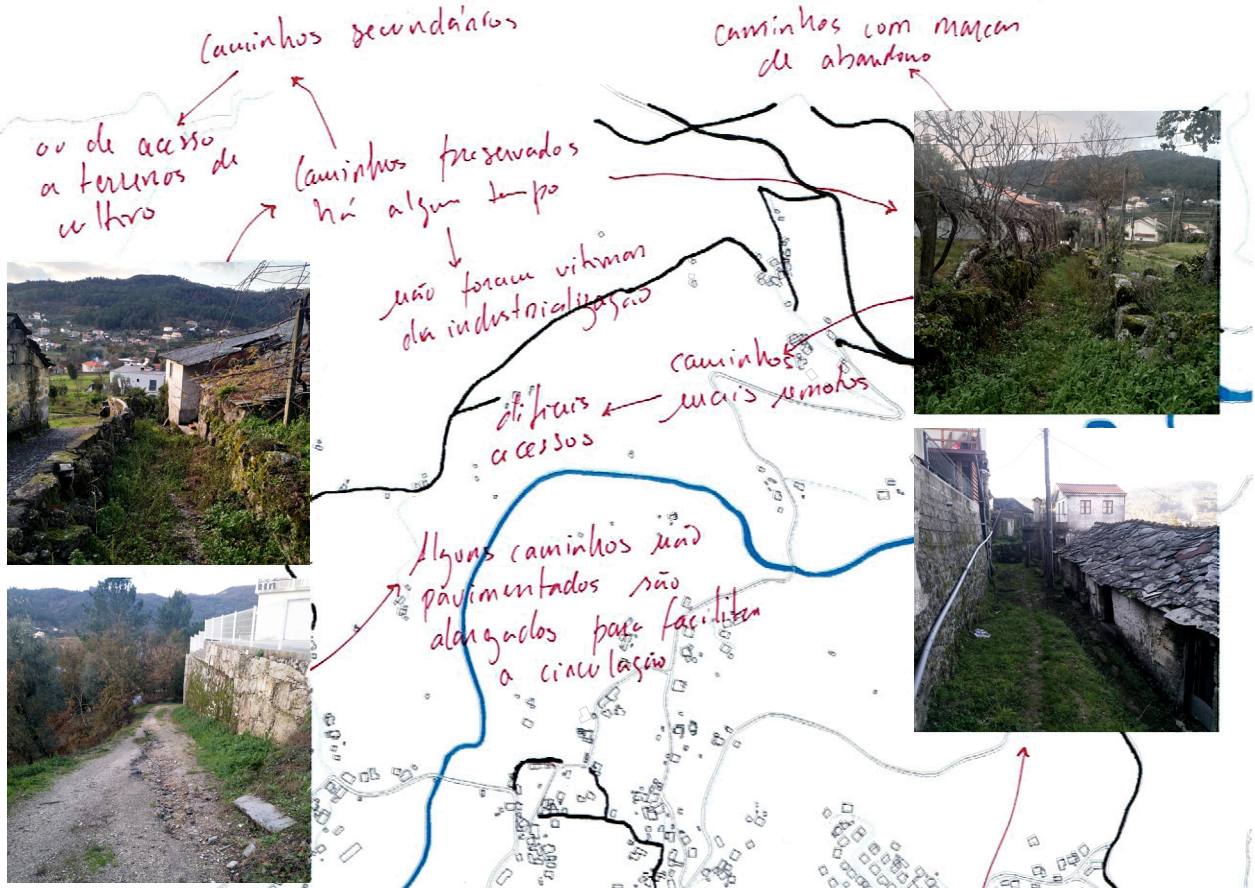 caminhos secundários
caminhos com marcas
de abandono
ou de acesso
a terrenos de
cultivo
Caminhos preservados
há algum tempo
não foram vítimas
da industrialização
caminhos
mais remotos
difíceis
acessos
Alguns caminhos não
pavimentados são
alargados para facilitar
a circulação